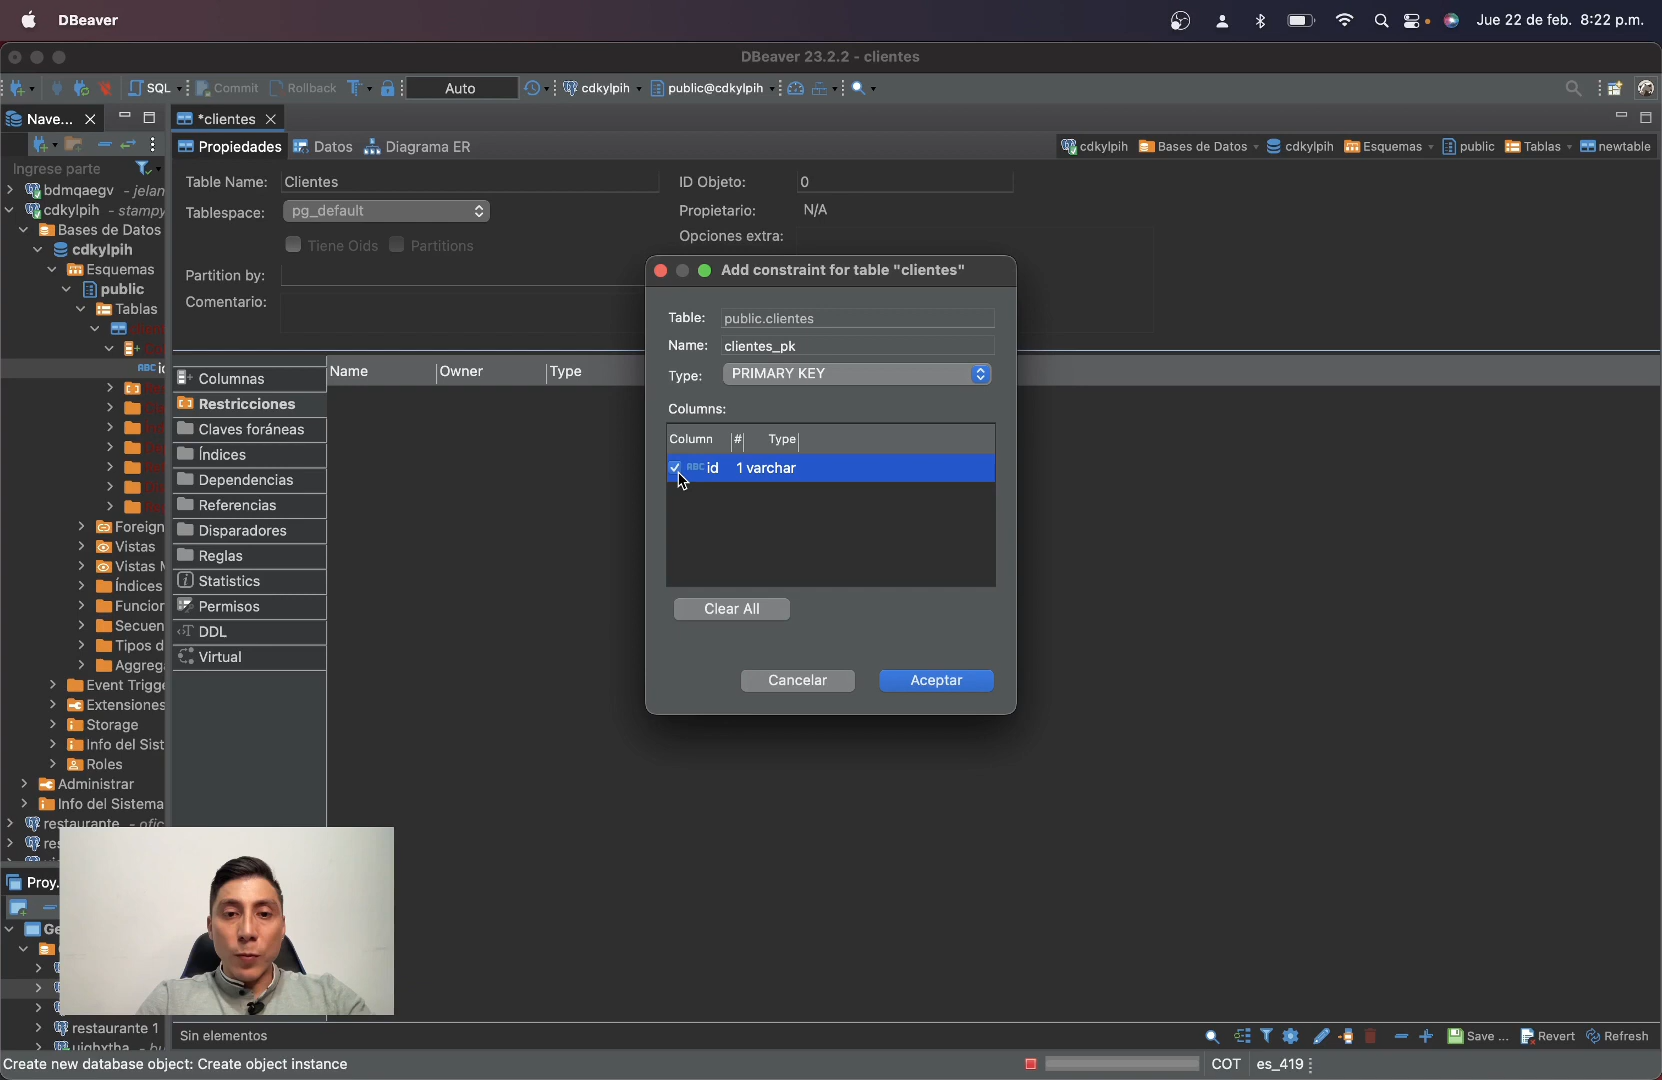 DBeaver
Jue 22 de feb. 8:22 p.m.
DBeaver 23.2.2 - clientes
SQL
Commit
Rollback
Auto
cdkylpih
public@cdkylpih
Nave...
*clientes
Propiedades
Datos
Diagrama ER
cdkylpih
Bases de Datos
cdkylpih
Esquemas
public
Tablas
newtable
Ingrese parte
bdmqaegv - jelan
cdkylpih - stampy
Bases de Datos
cdkylpih
Esquemas
public
Tablas
ABC
Foreign
Vistas
Vistas
Índices
Funcion
Secuen
Tipos d
Aggreg
Event Trigge
Extensiones
Storage
Info del Sist
Roles
Administrar
Info del Sistema
restaurante - ofic
Proy.
restaurante 1
Table Name: Clientes
ID Objeto: 0
Tablespace: pg_default
Propietario: N/A
Tiene Oids
Partitions
Opciones extra:
Partition by:
Comentario:
Columnas
Restricciones
Claves foráneas
Índices
Dependencias
Referencias
Disparadores
Reglas
Statistics
Permisos
DDL
Virtual
Name
Owner
Type
Add constraint for table "clientes"
Table: public.clientes
Name: clientes_pk
Type: PRIMARY KEY
Columns:
Column # Type
ABC id 1 varchar
Clear All
Cancelar
Aceptar
Sin elementos
Save ...
Revert
Refresh
Create new database object: Create object instance
COT
es_419